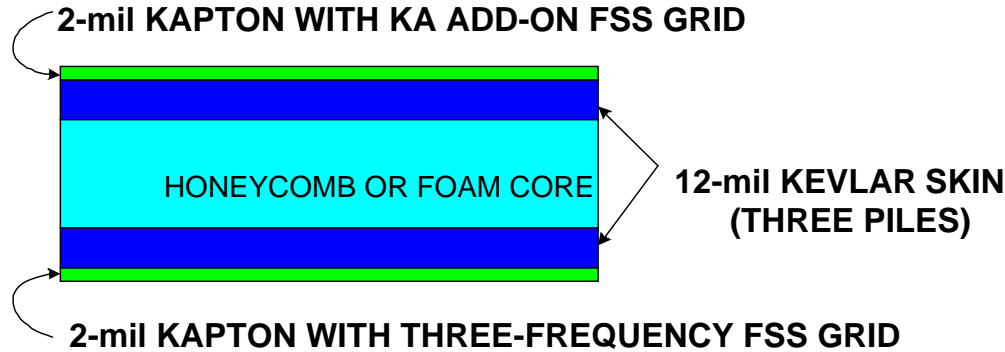 2-mil KAPTON WITH KA ADD-ON FSS GRID
HONEYCOMB OR FOAM CORE
12-mil KEVLAR SKIN
(THREE PILES)
2-mil KAPTON WITH THREE-FREQUENCY FSS GRID